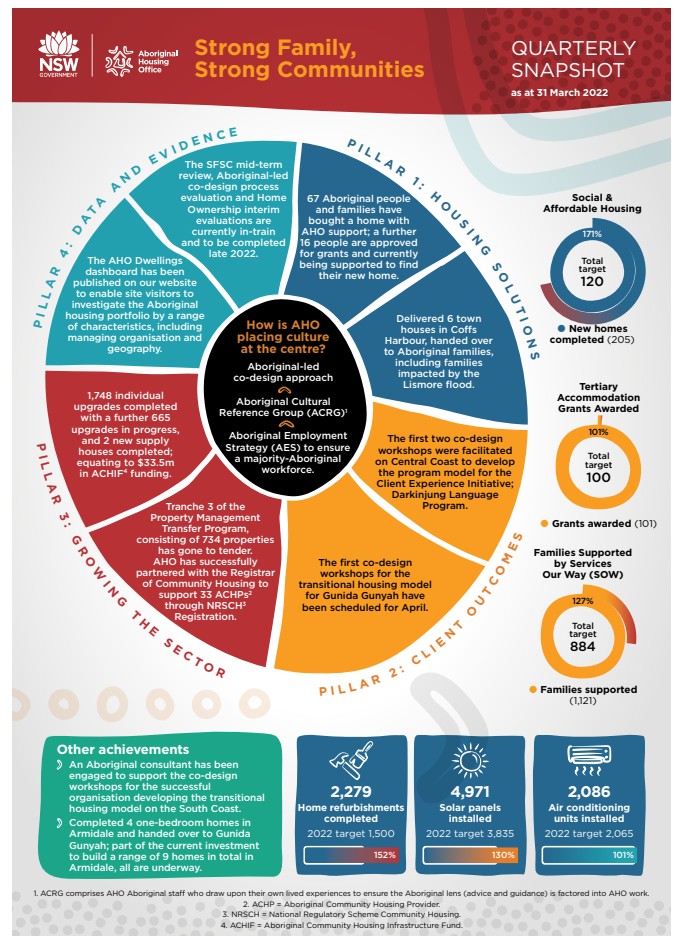 NSW
GOVERNMENT
Aboriginal
Housing
Office
Strong Family,
Strong Communities
QUARTERLY
SNAPSHOT
as at 31 March 2022
PILLAR 1: HOUSING SOLUTIONS
67 Aboriginal people
and families have
bought a home with
AHO support; a further
16 people are approved
for grants and currently
being supported to find
their new home.
Delivered 6 town
houses in Coffs
Harbour, handed over
to Aboriginal families,
including families
impacted by the
Lismore flood.
PILLAR 2: CLIENT OUTCOMES
The first two co-design
workshops were facilitated
on Central Coast to develop
the program model for the
Client Experience Initiative;
Darkinjung Language
Program.
The first co-design
workshops for the
transitional housing model
for Gunida Gunyah have
been scheduled for April.
PILLAR 3: GROWING THE SECTOR
Tranche 3 of the
Property Management
Transfer Program,
consisting of 734 properties
has gone to tender.
AHO has successfully
partnered with the Registrar
of Community Housing to
support 33 ACHPs²
through NRSCH³
Registration.
1,748 individual
upgrades completed
with a further 665
upgrades in progress,
and 2 new supply
houses completed;
equating to $33.5m
in ACHIF⁴ funding.
PILLAR 4: DATA AND EVIDENCE
The AHO Dwellings
dashboard has been
published on our website
to enable site visitors to
investigate the Aboriginal
housing portfolio by a range
of characteristics, including
managing organisation and
geography.
The SFSC mid-term
review, Aboriginal-led
co-design process
evaluation and Home
Ownership interim
evaluations are
currently in-train
and to be completed
late 2022.
How is AHO
placing culture
at the centre?
Aboriginal-led
co-design approach
Aboriginal Cultural
Reference Group (ACRG)¹
Aboriginal Employment
Strategy (AES) to ensure
a majority-Aboriginal
workforce.
Social &
Affordable Housing
171%
Total
target
120
New homes
completed (205)
Tertiary
Accommodation
Grants Awarded
101%
Total
target
100
Grants awarded (101)
Families Supported
by Services
Our Way (SOW)
127%
Total
target
884
Families supported
(1,121)
Other achievements
An Aboriginal consultant has been
engaged to support the co-design
workshops for the successful
organisation developing the transitional
housing model on the South Coast.
Completed 4 one-bedroom homes in
Armidale and handed over to Gunida
Gunyah; part of the current investment
to build a range of 9 homes in total in
Armidale, all are underway.
2,279
Home refurbishments
completed
2022 target 1,500
152%
4,971
Solar panels
installed
2022 target 3,835
130%
2,086
Air conditioning
units installed
2022 target 2,065
101%
1. ACRG comprises AHO Aboriginal staff who draw upon their own lived experiences to ensure the Aboriginal lens (advice and guidance) is factored into AHO work.
2. ACHP = Aboriginal Community Housing Provider.
3. NRSCH = National Regulatory Scheme Community Housing.
4. ACHIF = Aboriginal Community Housing Infrastructure Fund.